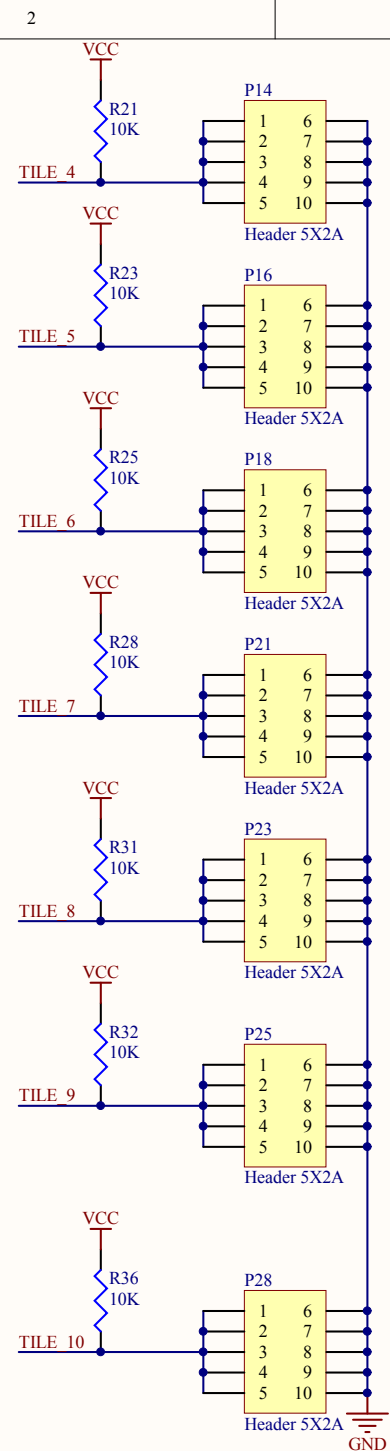 2
VCC
R21
10K
TILE_4
P14
1 6
2 7
3 8
4 9
5 10
Header 5X2A
VCC
R23
10K
TILE_5
P16
1 6
2 7
3 8
4 9
5 10
Header 5X2A
VCC
R25
10K
TILE_6
P18
1 6
2 7
3 8
4 9
5 10
Header 5X2A
VCC
R28
10K
TILE_7
P21
1 6
2 7
3 8
4 9
5 10
Header 5X2A
VCC
R31
10K
TILE_8
P23
1 6
2 7
3 8
4 9
5 10
Header 5X2A
VCC
R32
10K
TILE_9
P25
1 6
2 7
3 8
4 9
5 10
Header 5X2A
VCC
R36
10K
TILE_10
P28
1 6
2 7
3 8
4 9
5 10
Header 5X2A
GND